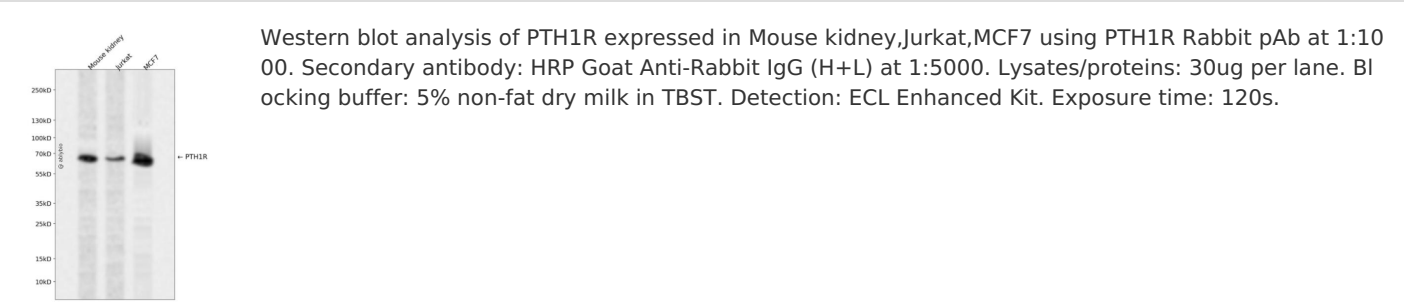 Mouse kidney
Jurkat
MCF7
250kD
130kD
100kD
70kD
55kD
35kD
25kD
15kD
10kD
← PTH1R
Western blot analysis of PTH1R expressed in Mouse kidney,Jurkat,MCF7 using PTH1R Rabbit pAb at 1:10
00. Secondary antibody: HRP Goat Anti-Rabbit IgG (H+L) at 1:5000. Lysates/proteins: 30ug per lane. Bl
ocking buffer: 5% non-fat dry milk in TBST. Detection: ECL Enhanced Kit. Exposure time: 120s.